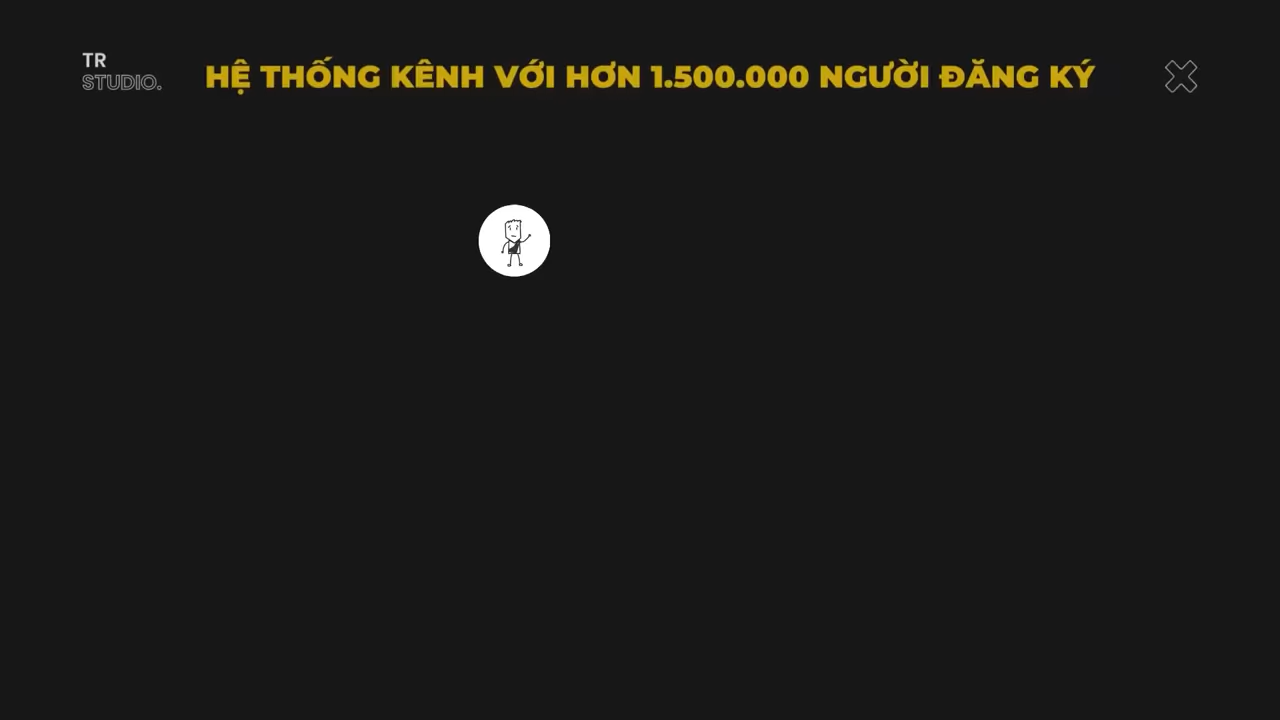 TR
STUDIO.
HỆ THỐNG KÊNH VỚI HƠN 1.500.000 NGƯỜI ĐĂNG KÝ